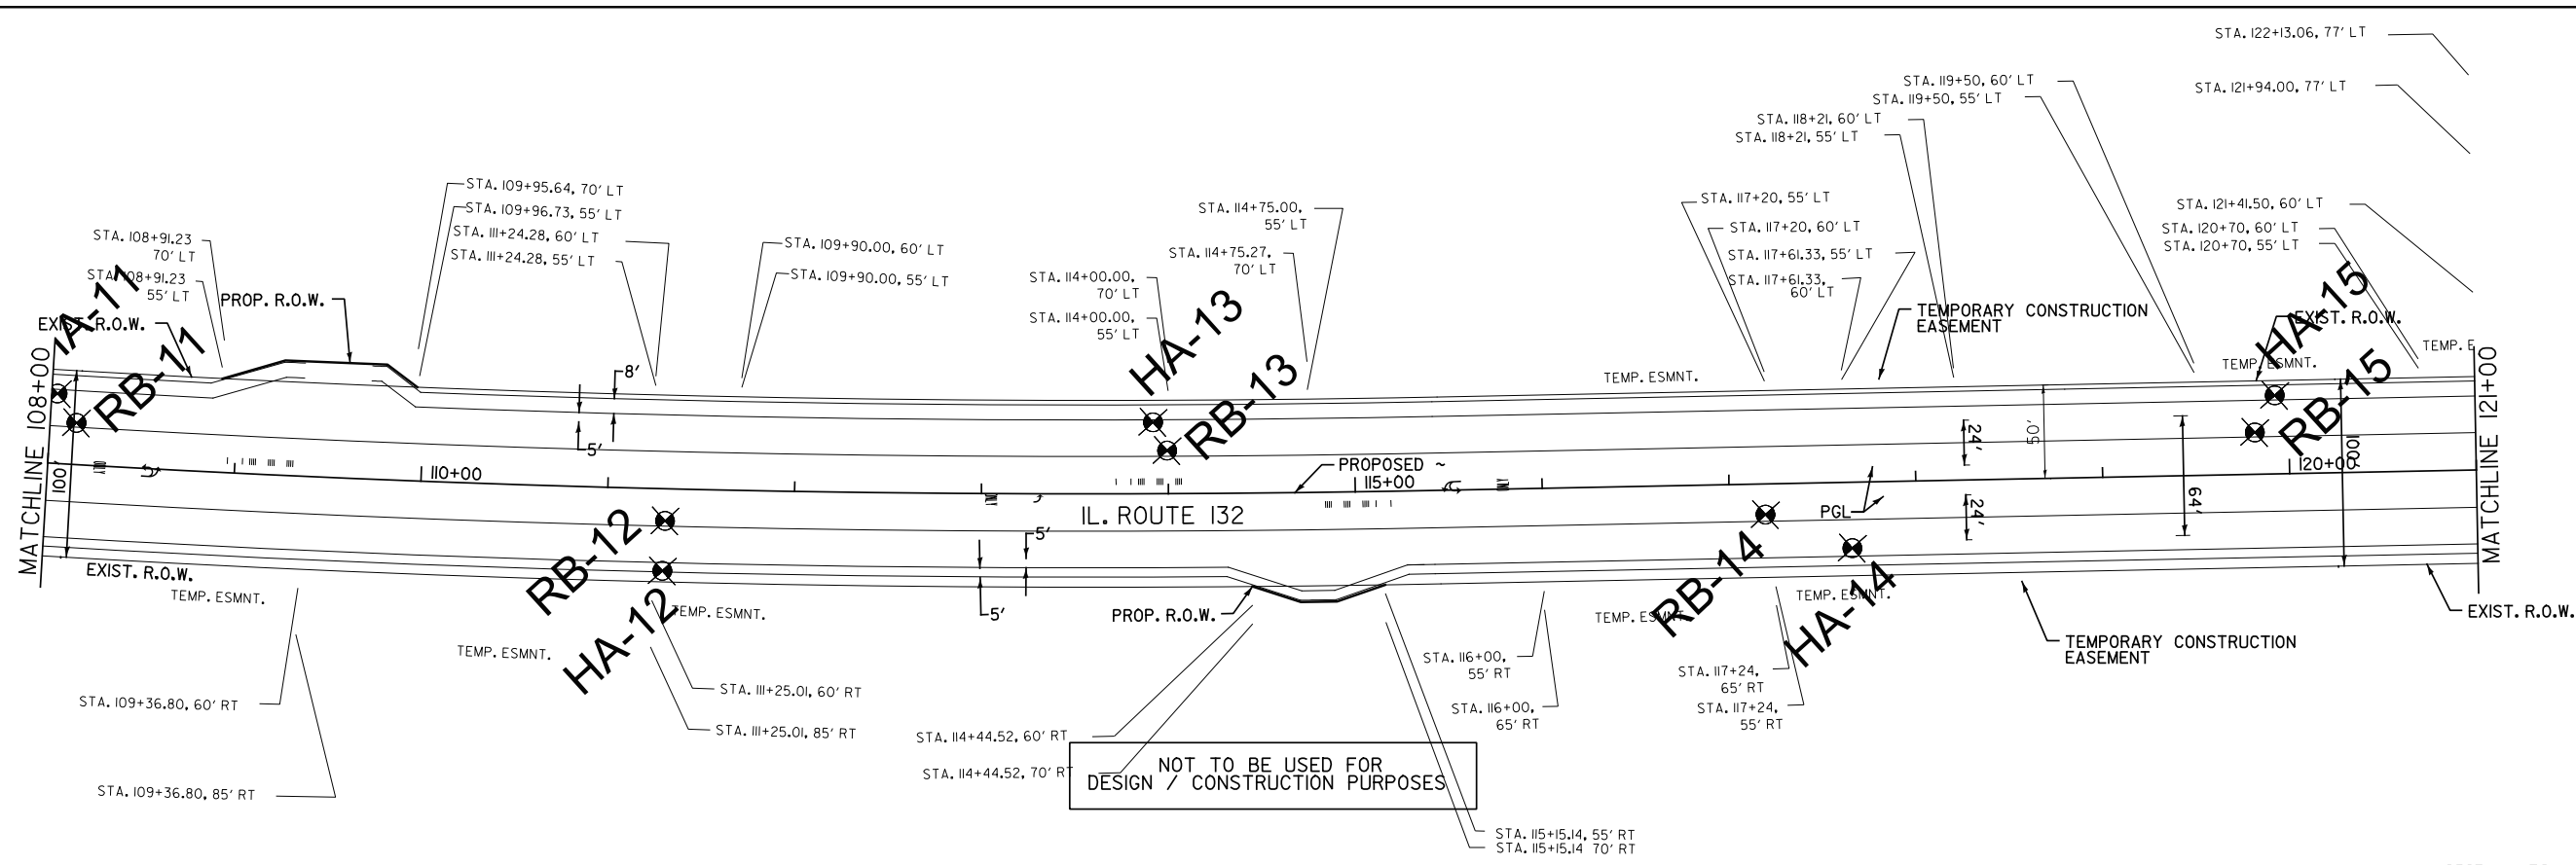 STA. 122+13.06, 77' LT
STA. 121+94.00, 77' LT
STA. 119+50, 60' LT
STA. 119+50, 55' LT
STA. 118+21, 60' LT
STA. 118+21, 55' LT
STA. 109+95.64, 70' LT
STA. 109+96.73, 55' LT
STA. 111+24.28, 60' LT
STA. 111+24.28, 55' LT
STA. 108+91.23
70' LT
STA. 108+91.23
55' LT
STA. 109+90.00, 60' LT
STA. 109+90.00, 55' LT
STA. 114+00.00,
70' LT
STA. 114+00.00,
55' LT
STA. 114+75.00,
55' LT
STA. 114+75.27,
70' LT
STA. 117+20, 55' LT
STA. 117+20, 60' LT
STA. 117+61.33, 55' LT
STA. 117+61.33,
60' LT
STA. 121+41.50, 60' LT
STA. 120+70, 60' LT
STA. 120+70, 55' LT
PROP. R.O.W.
EXIST. R.O.W.
RB-11
HA-13
RB-13
TEMPORARY CONSTRUCTION
EASEMENT
EXIST. R.O.W.
HA-15
RB-15
TEMP. ESMNT.
TEMP. ESMNT.
TEMP. E
MATCHLINE 108+00
MATCHLINE 121+00
8'
5'
100'
ONLY
110+00
PROPOSED ~
115+00
ONLY
ONLY
120+00
50'
24'
24'
64'
100'
PGL
IL. ROUTE 132
5'
5'
RB-12
HA-12
RB-14
HA-14
EXIST. R.O.W.
TEMP. ESMNT.
TEMP. ESMNT.
TEMP. ESMNT.
PROP. R.O.W.
TEMP. ESMNT.
TEMP. ESMNT.
EXIST. R.O.W.
TEMPORARY CONSTRUCTION
EASEMENT
STA. 109+36.80, 60' RT
STA. 109+36.80, 85' RT
STA. 111+25.01, 60' RT
STA. 111+25.01, 85' RT
STA. 114+44.52, 60' RT
STA. 114+44.52, 70' RT
STA. 116+00,
55' RT
STA. 116+00,
65' RT
STA. 117+24,
65' RT
STA. 117+24,
55' RT
NOT TO BE USED FOR
DESIGN / CONSTRUCTION PURPOSES
STA. 115+15.14, 55' RT
STA. 115+15.14 70' RT